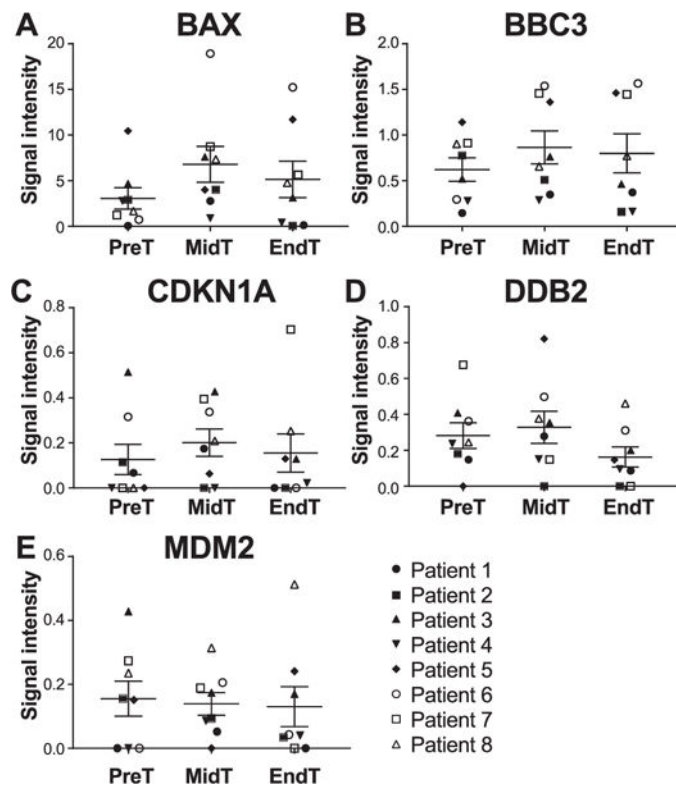 A BAX
Signal intensity
20
15
10
5
0
PreT MidT EndT
B BBC3
Signal intensity
2.0
1.5
1.0
0.5
0.0
PreT MidT EndT
C CDKN1A
Signal intensity
0.8
0.6
0.4
0.2
0.0
PreT MidT EndT
D DDB2
Signal intensity
1.0
0.8
0.6
0.4
0.2
0.0
PreT MidT EndT
E MDM2
Signal intensity
0.6
0.4
0.2
0.0
PreT MidT EndT
Patient 1
Patient 2
Patient 3
Patient 4
Patient 5
Patient 6
Patient 7
Patient 8